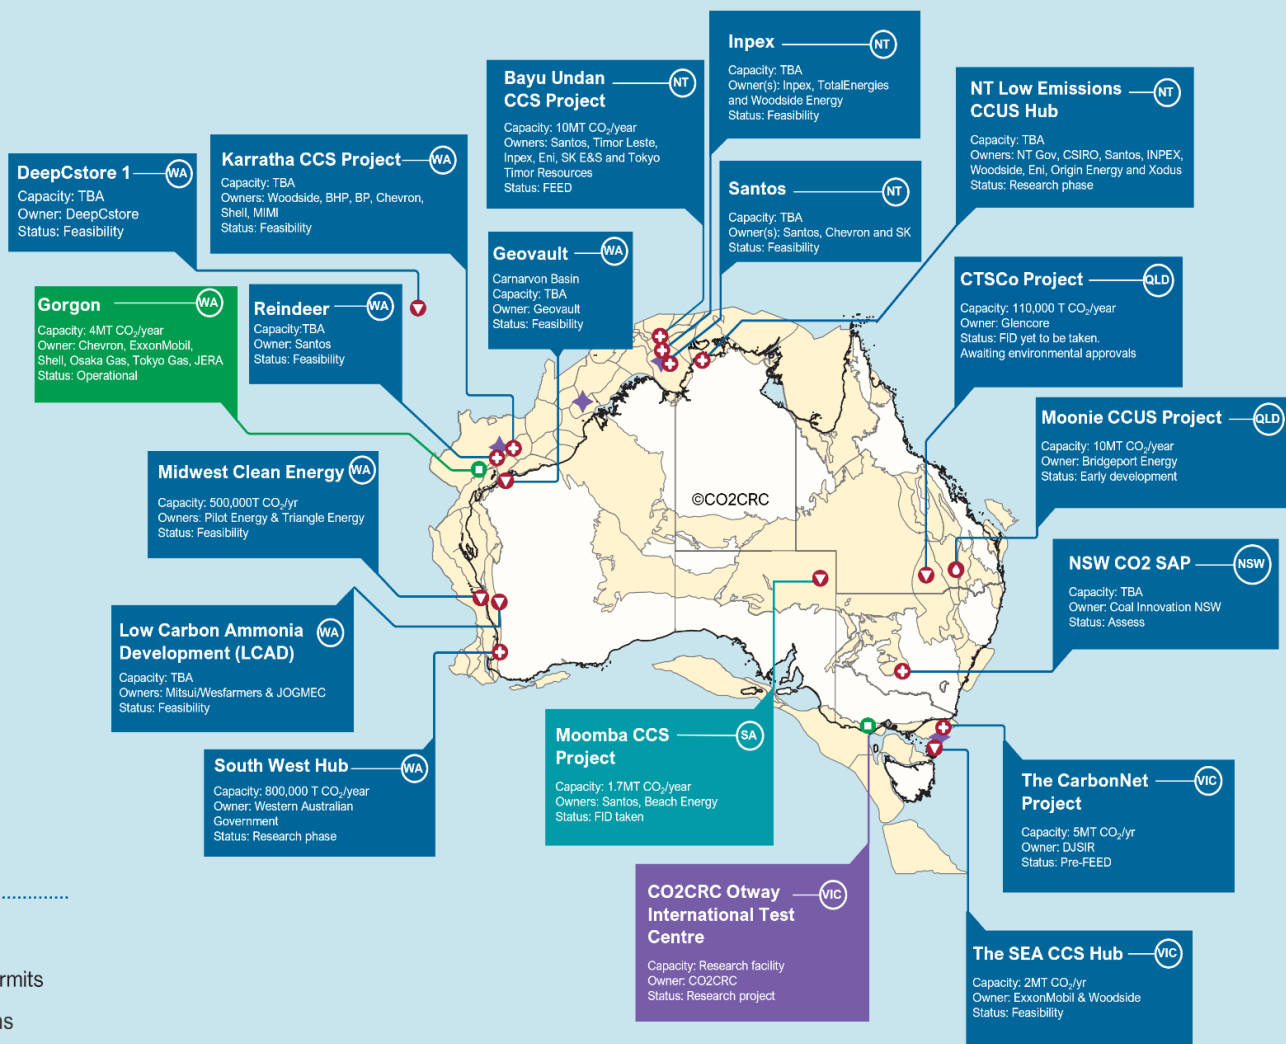 Inpex
NT
Capacity: TBA
Owner(s): Inpex, TotalEnergies
and Woodside Energy
Status: Feasibility
Bayu Undan
CCS Project
NT
Capacity: 10MT CO₂/year
Owners: Santos, Timor Leste,
Inpex, Eni, SK E&S and Tokyo
Timor Resources
Status: FEED
NT Low Emissions
CCUS Hub
NT
Capacity: TBA
Owners: NT Gov, CSIRO, Santos, INPEX,
Woodside, Eni, Origin Energy and Xodus
Status: Research phase
DeepCstore 1
WA
Capacity: TBA
Owner: DeepCstore
Status: Feasibility
Karratha CCS Project
WA
Capacity: TBA
Owners: Woodside, BHP, BP, Chevron,
Shell, MIMI
Status: Feasibility
Santos
NT
Capacity: TBA
Owner(s): Santos, Chevron and SK
Status: Feasibility
Geovault
WA
Carnarvon Basin
Capacity: TBA
Owner: Geovault
Status: Feasibility
CTSCo Project
QLD
Capacity: 110,000 T CO₂/year
Owner: Glencore
Status: FID yet to be taken.
Awaiting environmental approvals
Gorgon
WA
Capacity: 4MT CO₂/year
Owner: Chevron, ExxonMobil,
Shell, Osaka Gas, Tokyo Gas, JERA
Status: Operational
Reindeer
WA
Capacity:TBA
Owner: Santos
Status: Feasibility
Moonie CCUS Project
QLD
Capacity: 10MT CO₂/year
Owner: Bridgeport Energy
Status: Early development
Midwest Clean Energy
WA
Capacity: 500,000T CO₂/yr
Owners: Pilot Energy & Triangle Energy
Status: Feasibility
©CO2CRC
NSW CO2 SAP
NSW
Capacity: TBA
Owner: Coal Innovation NSW
Status: Assess
Low Carbon Ammonia
Development (LCAD)
WA
Capacity: TBA
Owners: Mitsui/Wesfarmers & JOGMEC
Status: Feasibility
Moomba CCS
Project
SA
Capacity: 1.7MT CO₂/year
Owners: Santos, Beach Energy
Status: FID taken
South West Hub
WA
Capacity: 800,000 T CO₂/year
Owner: Western Australian
Government
Status: Research phase
The CarbonNet
Project
VIC
Capacity: 5MT CO₂/yr
Owner: DJSIR
Status: Pre-FEED
CO2CRC Otway
International Test
Centre
VIC
Capacity: Research facility
Owner: CO2CRC
Status: Research project
The SEA CCS Hub
VIC
Capacity: 2MT CO₂/yr
Owner: ExxonMobil & Woodside
Status: Feasibility